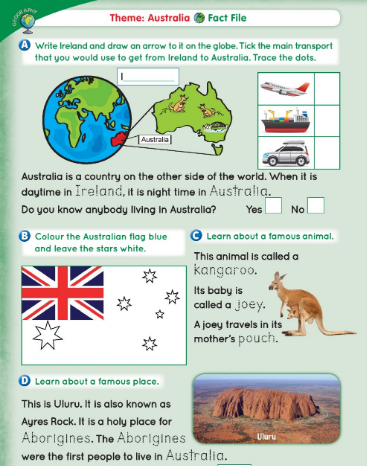 GEOGRAPHY
Theme: Australia Fact File
A Write Ireland and draw an arrow to it on the globe. Tick the main transport
that you would use to get from Ireland to Australia. Trace the dots.
I
Australia
Australia is a country on the other side of the world. When it is
daytime in Ireland, it is night time in Australia.
Do you know anybody living in Australia? Yes No
B Colour the Australian flag blue
and leave the stars white.
C Learn about a famous animal.
This animal is called a
kangaroo.
Its baby is
called a joey.
A joey travels in its
mother's pouch.
D Learn about a famous place.
This is Uluru. It is also known as
Ayres Rock. It is a holy place for
Aborigines. The Aborigines
were the first people to live in Australia.
Uluru